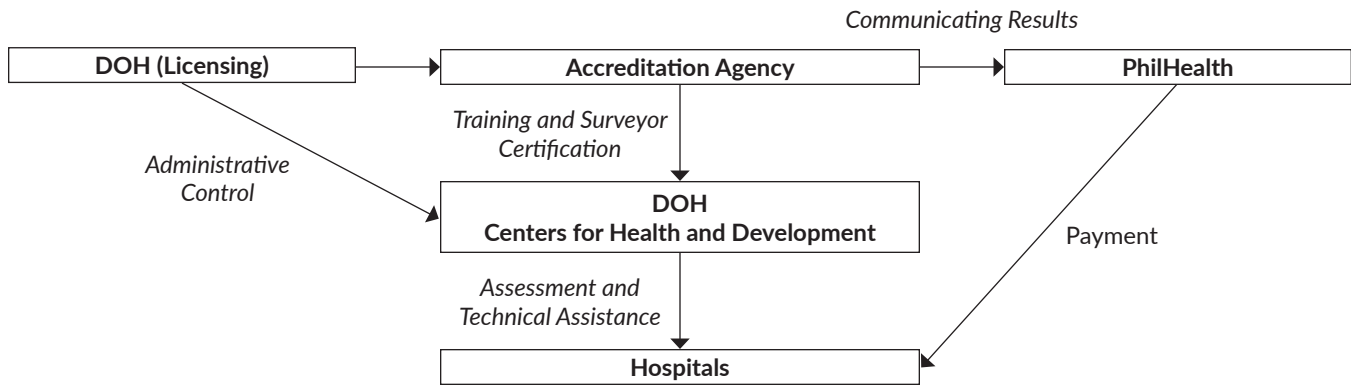 Communicating Results
DOH (Licensing)
Accreditation Agency
PhilHealth
Training and Surveyor
Certification
Administrative
Control
DOH
Centers for Health and Development
Payment
Assessment and
Technical Assistance
Hospitals